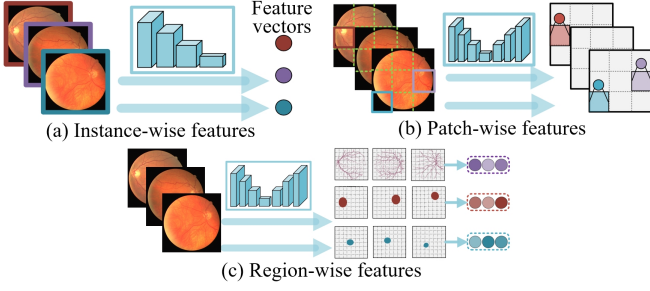 Feature
vectors
(a) Instance-wise features
(b) Patch-wise features
(c) Region-wise features